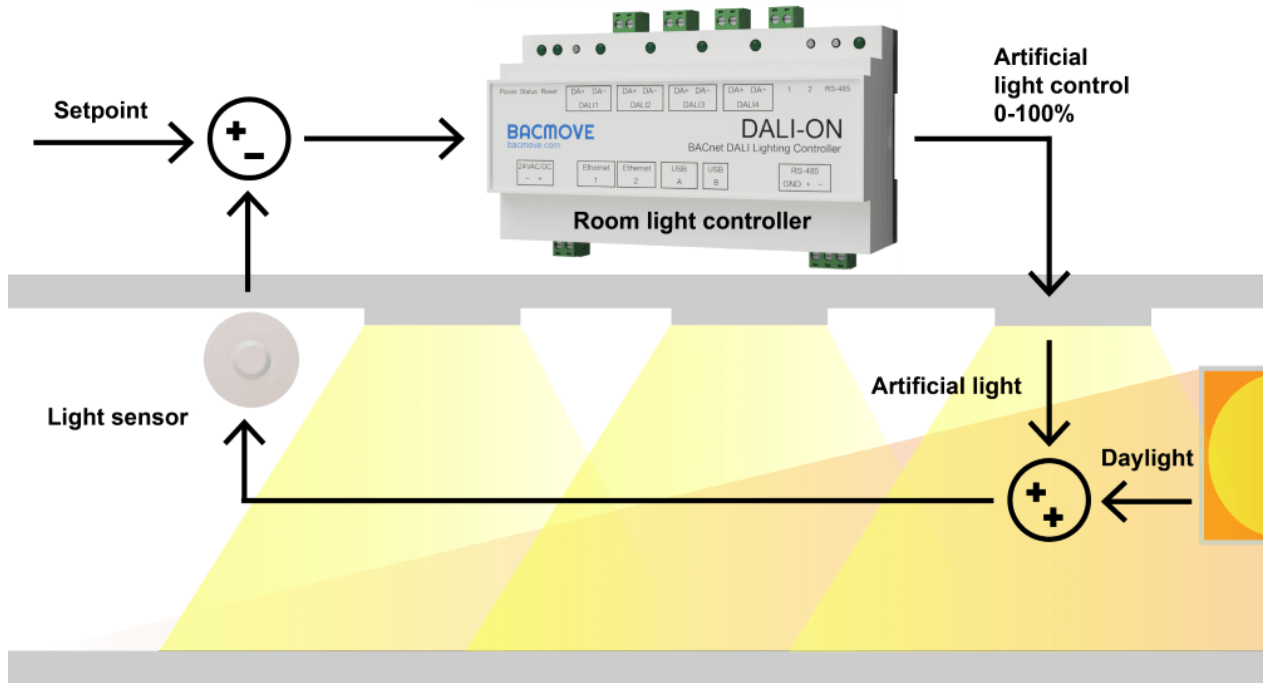 Artificial
light control
0-100%
Setpoint
+
-
Power Status Reset
DA+ DA- DA+ DA- DA+ DA- DA+ DA- 1 2 RS-485
DALI1 DALI2 DALI3 DALI4
BACMOVE
bacmove.com
DALI-ON
BACnet DALI Lighting Controller
24VAC/DC Ethernet Ethernet USB USB RS-485
- + 1 2 A B GND + -
Room light controller
Light sensor
Artificial light
Daylight
+
+